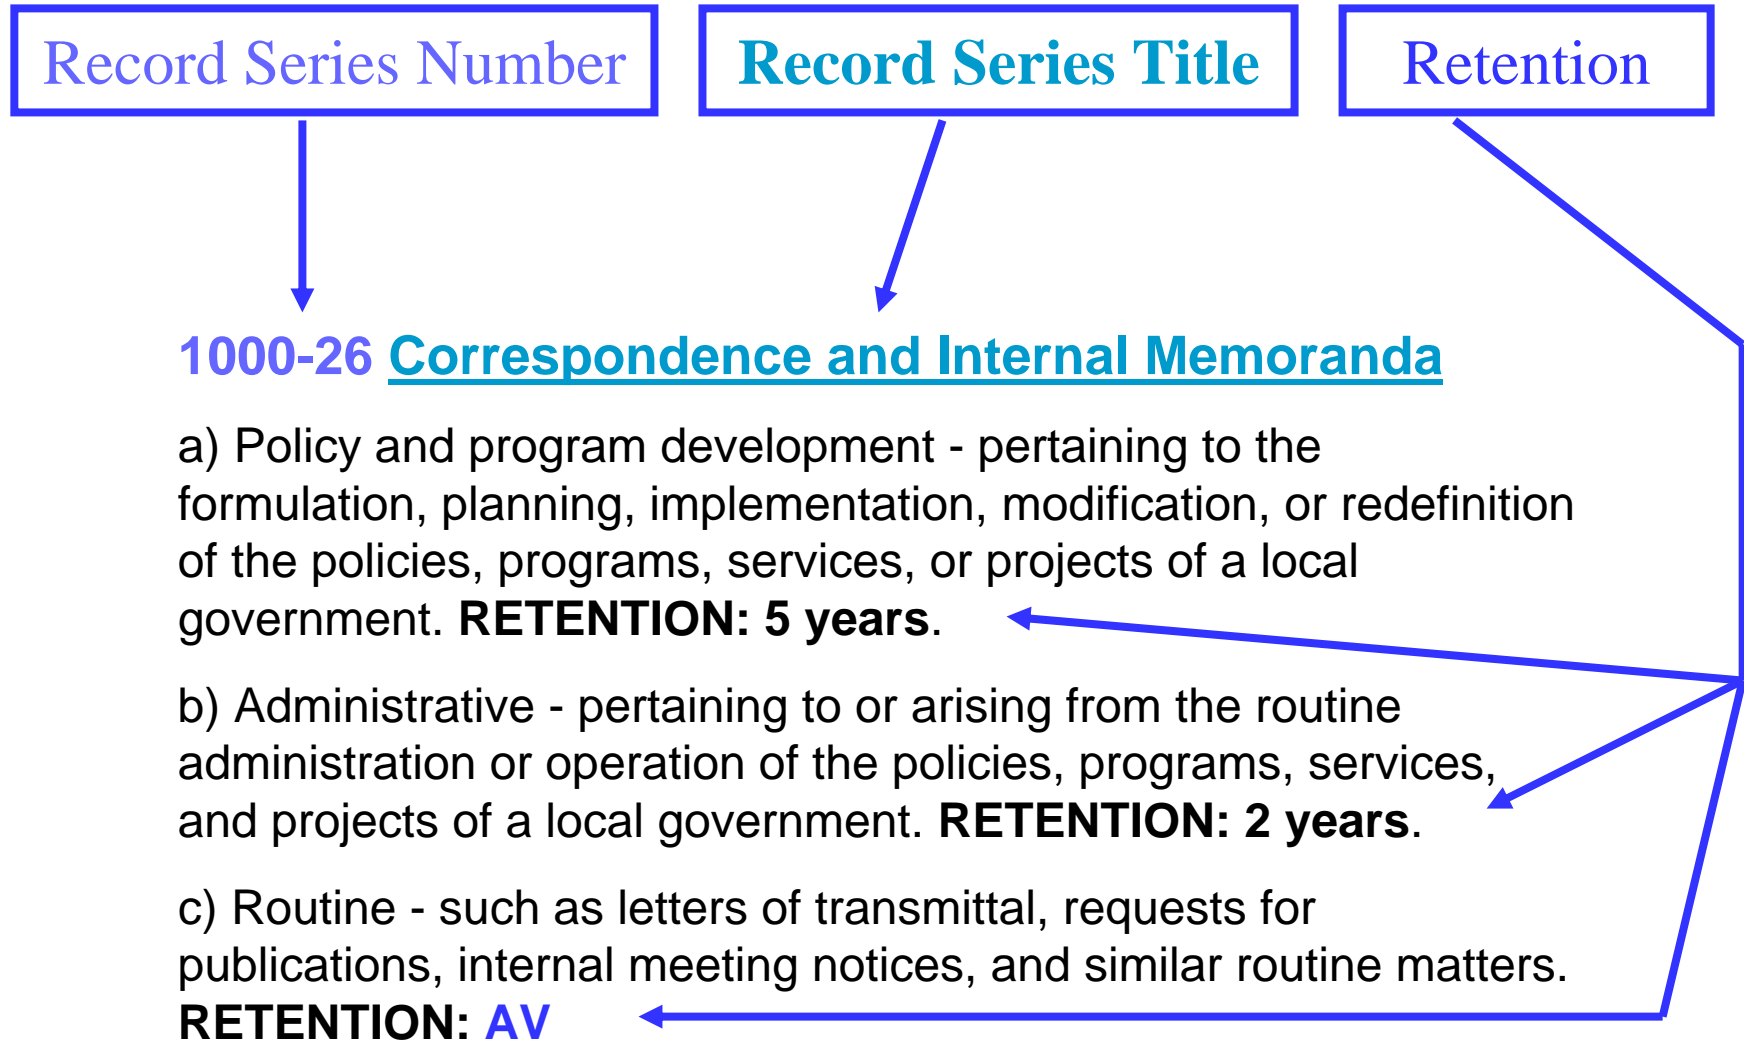 Record Series Number
Record Series Title
Retention
1000-26 Correspondence and Internal Memoranda
a) Policy and program development - pertaining to the
formulation, planning, implementation, modification, or redefinition
of the policies, programs, services, or projects of a local
government. RETENTION: 5 years.
b) Administrative - pertaining to or arising from the routine
administration or operation of the policies, programs, services,
and projects of a local government. RETENTION: 2 years.
c) Routine - such as letters of transmittal, requests for
publications, internal meeting notices, and similar routine matters.
RETENTION: AV